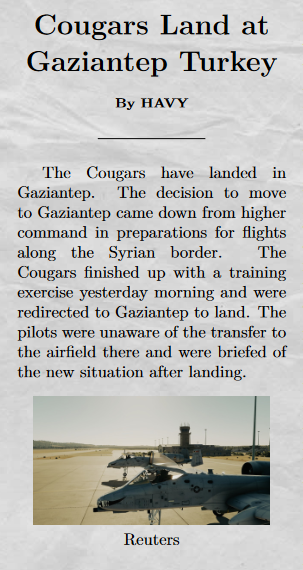 Cougars Land at
Gaziantep Turkey
By HAVY
The Cougars have landed in
Gaziantep. The decision to move
to Gaziantep came down from higher
command in preparations for flights
along the Syrian border. The
Cougars finished up with a training
exercise yesterday morning and were
redirected to Gaziantep to land. The
pilots were unaware of the transfer to
the airfield there and were briefed of
the new situation after landing.
Reuters